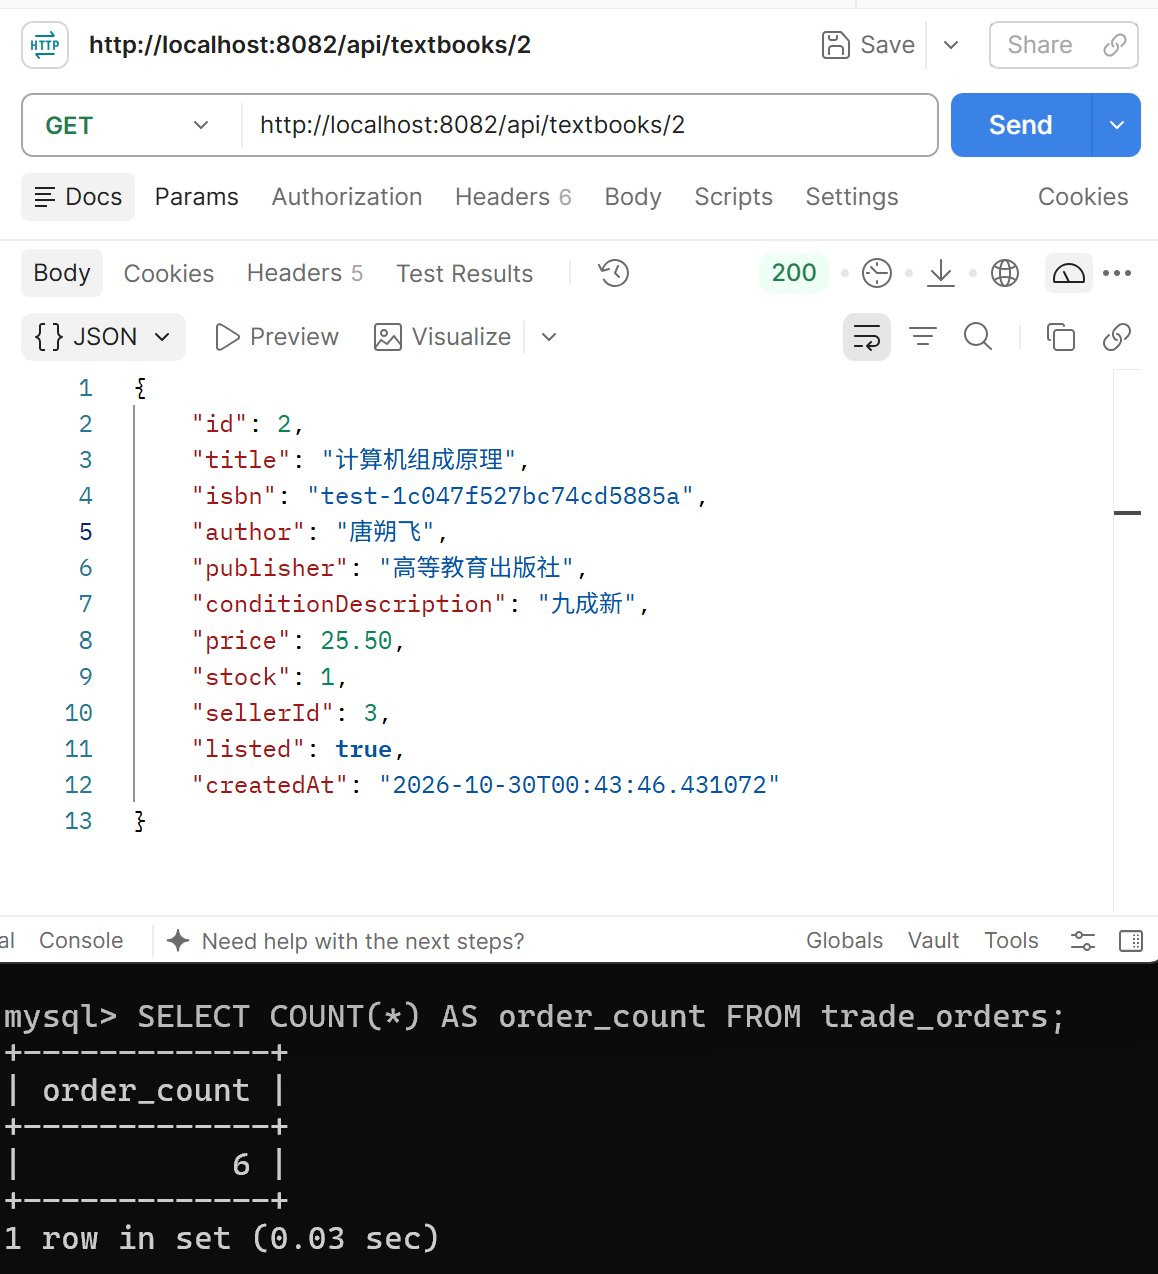 HTTP http://localhost:8082/api/textbooks/2 Save Share
GET http://localhost:8082/api/textbooks/2 Send
Docs Params Authorization Headers 6 Body Scripts Settings Cookies
Body Cookies Headers 5 Test Results 200
{} JSON Preview Visualize
1 {
2 "id": 2,
3 "title": "计算机组成原理",
4 "isbn": "test-1c047f527bc74cd5885a",
5 "author": "唐朔飞",
6 "publisher": "高等教育出版社",
7 "conditionDescription": "九成新",
8 "price": 25.50,
9 "stock": 1,
10 "sellerId": 3,
11 "listed": true,
12 "createdAt": "2026-10-30T00:43:46.431072"
13 }
al Console Need help with the next steps? Globals Vault Tools
mysql> SELECT COUNT(*) AS order_count FROM trade_orders;
+-------------+
| order_count |
+-------------+
|           6 |
+-------------+
1 row in set (0.03 sec)